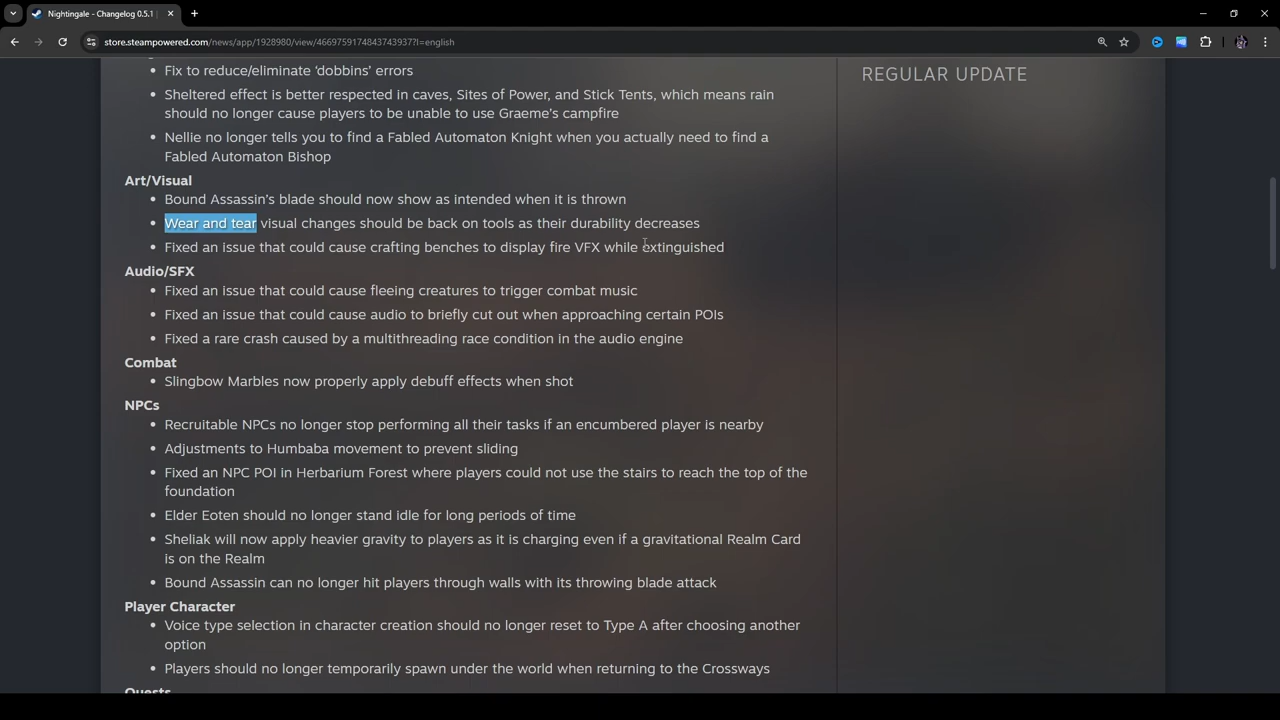 Nightingale - Changelog 0.5.1
store.steampowered.com/news/app/1928980/view/4669759174843743937?l=english
REGULAR UPDATE
Fix to reduce/eliminate ‘dobbins’ errors
Sheltered effect is better respected in caves, Sites of Power, and Stick Tents, which means rain
should no longer cause players to be unable to use Graeme’s campfire
Nellie no longer tells you to find a Fabled Automaton Knight when you actually need to find a
Fabled Automaton Bishop
Art/Visual
Bound Assassin’s blade should now show as intended when it is thrown
Wear and tear visual changes should be back on tools as their durability decreases
Fixed an issue that could cause crafting benches to display fire VFX while extinguished
Audio/SFX
Fixed an issue that could cause fleeing creatures to trigger combat music
Fixed an issue that could cause audio to briefly cut out when approaching certain POIs
Fixed a rare crash caused by a multithreading race condition in the audio engine
Combat
Slingbow Marbles now properly apply debuff effects when shot
NPCs
Recruitable NPCs no longer stop performing all their tasks if an encumbered player is nearby
Adjustments to Humbaba movement to prevent sliding
Fixed an NPC POI in Herbarium Forest where players could not use the stairs to reach the top of the
foundation
Elder Eoten should no longer stand idle for long periods of time
Sheliak will now apply heavier gravity to players as it is charging even if a gravitational Realm Card
is on the Realm
Bound Assassin can no longer hit players through walls with its throwing blade attack
Player Character
Voice type selection in character creation should no longer reset to Type A after choosing another
option
Players should no longer temporarily spawn under the world when returning to the Crossways
Quests